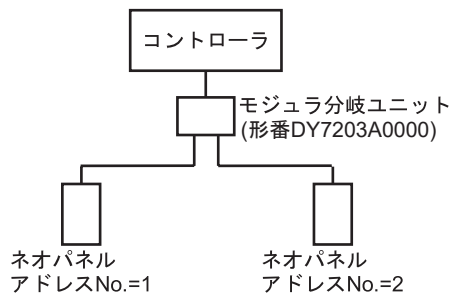 コントローラ
モジュラ分岐ユニット
(形番DY7203A0000)
ネオパネル
アドレスNo.=1
ネオパネル
アドレスNo.=2